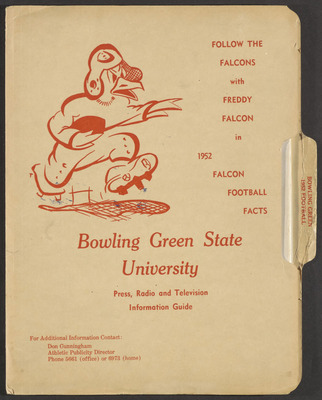 FOLLOW THE
FALCONS
with
FREDDY
FALCON
in
1952
FALCON
FOOTBALL
FACTS
BOWLING GREEN
1952 FOOTBALL
Bowling Green State
University
Press, Radio and Television
Information Guide
For Additional Information Contact:
Don Cunningham
Athletic Publicity Director
Phone 5661 (office) or 8972 (home)